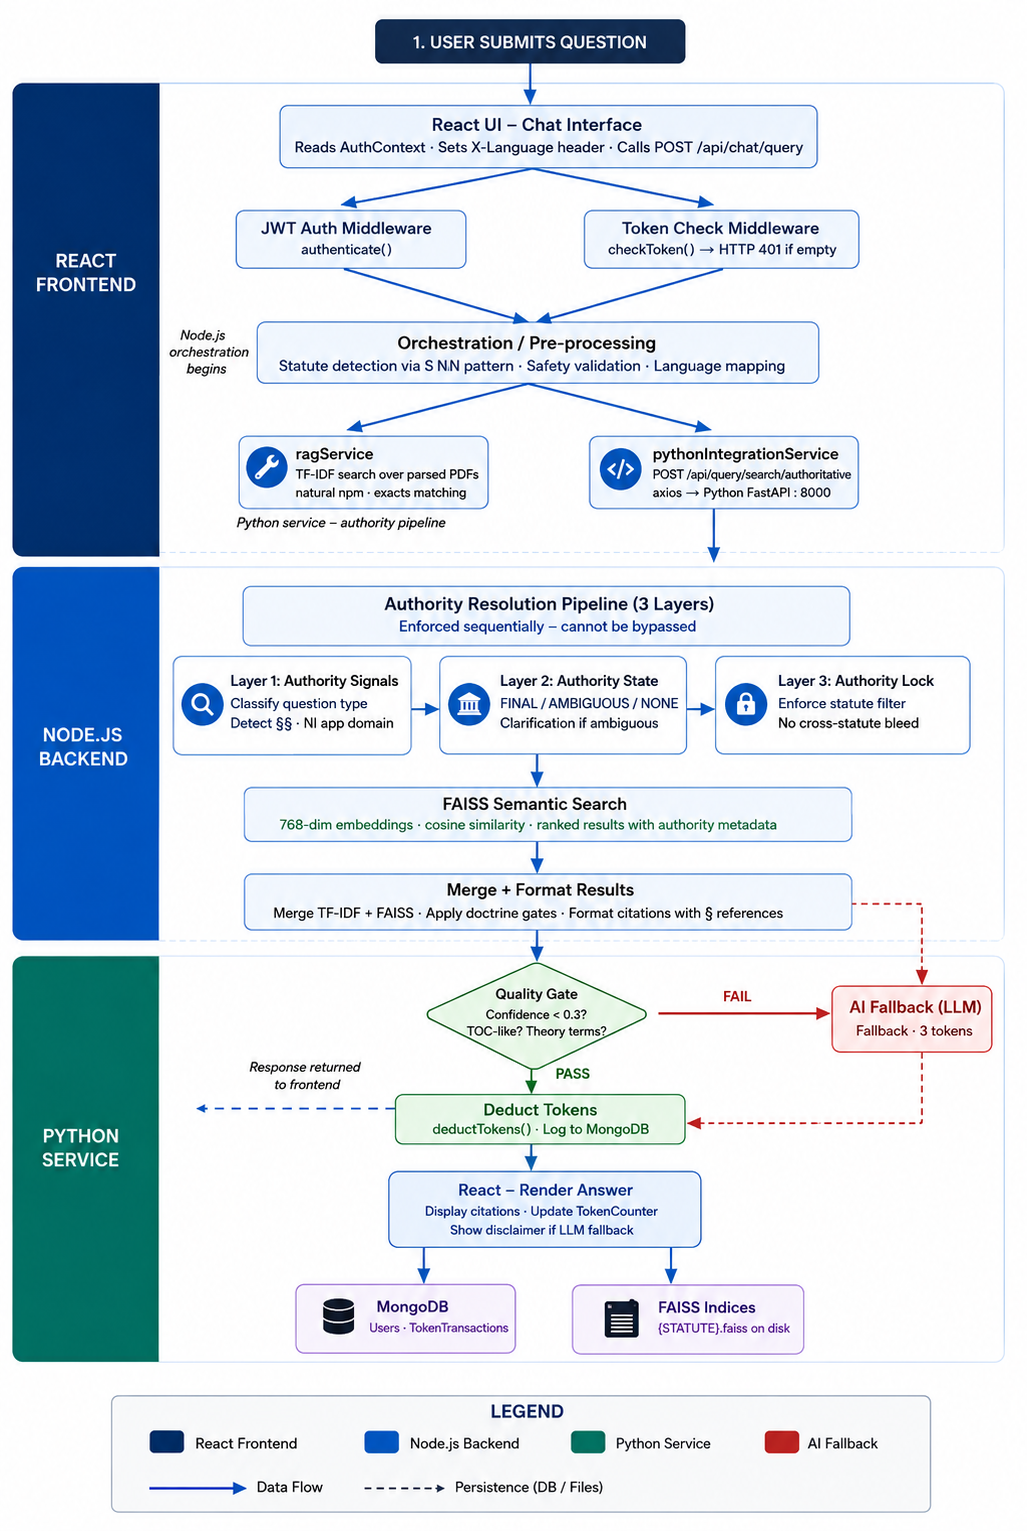 1. USER SUBMITS QUESTION
REACT
FRONTEND
React UI – Chat Interface
Reads AuthContext · Sets X-Language header · Calls POST /api/chat/query
JWT Auth Middleware
authenticate()
Token Check Middleware
checkToken() → HTTP 401 if empty
Node.js
orchestration
begins
Orchestration / Pre-processing
Statute detection via S NN pattern · Safety validation · Language mapping
ragService
TF-IDF search over parsed PDFs
natural npm · exacts matching
pythonIntegrationService
POST /api/query/search/authoritative
axios → Python FastAPI : 8000
Python service – authority pipeline
NODE.JS
BACKEND
Authority Resolution Pipeline (3 Layers)
Enforced sequentially – cannot be bypassed
Layer 1: Authority Signals
Classify question type
Detect §§ · NI app domain
Layer 2: Authority State
FINAL / AMBIGUOUS / NONE
Clarification if ambiguous
Layer 3: Authority Lock
Enforce statute filter
No cross-statute bleed
FAISS Semantic Search
768-dim embeddings · cosine similarity · ranked results with authority metadata
Merge + Format Results
Merge TF-IDF + FAISS · Apply doctrine gates · Format citations with § references
PYTHON
SERVICE
Quality Gate
Confidence < 0.3?
TOC-like? Theory terms?
FAIL
AI Fallback (LLM)
Fallback · 3 tokens
PASS
Response returned
to frontend
Deduct Tokens
deductTokens() · Log to MongoDB
React – Render Answer
Display citations · Update TokenCounter
Show disclaimer if LLM fallback
MongoDB
Users · TokenTransactions
FAISS Indices
{STATUTE}.faiss on disk
LEGEND
React Frontend
Node.js Backend
Python Service
AI Fallback
Data Flow
Persistence (DB / Files)